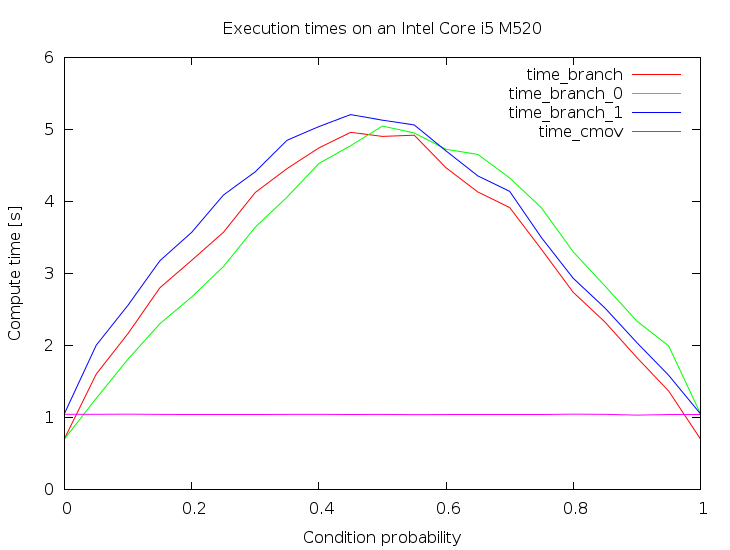 Execution times on an Intel Core i5 M520
6
5
4
3
2
1
0
Compute time [s]
time_branch
time_branch_0
time_branch_1
time_cmov
0
0.2
0.4
0.6
0.8
1
Condition probability